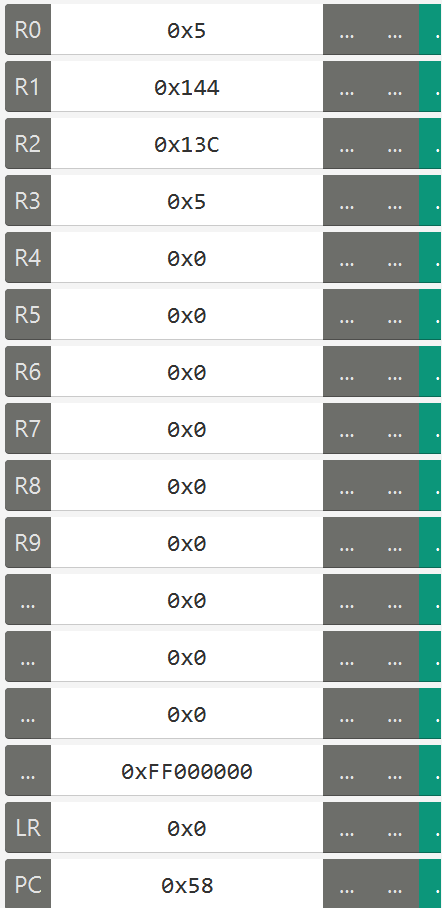 R0 0x5 ... ... .
R1 0x144 ... ... .
R2 0x13C ... ... .
R3 0x5 ... ... .
R4 0x0 ... ... .
R5 0x0 ... ... .
R6 0x0 ... ... .
R7 0x0 ... ... .
R8 0x0 ... ... .
R9 0x0 ... ... .
... 0x0 ... ... .
... 0x0 ... ... .
... 0x0 ... ... .
... 0xFF000000 ... ... .
LR 0x0 ... ... .
PC 0x58 ... ... .